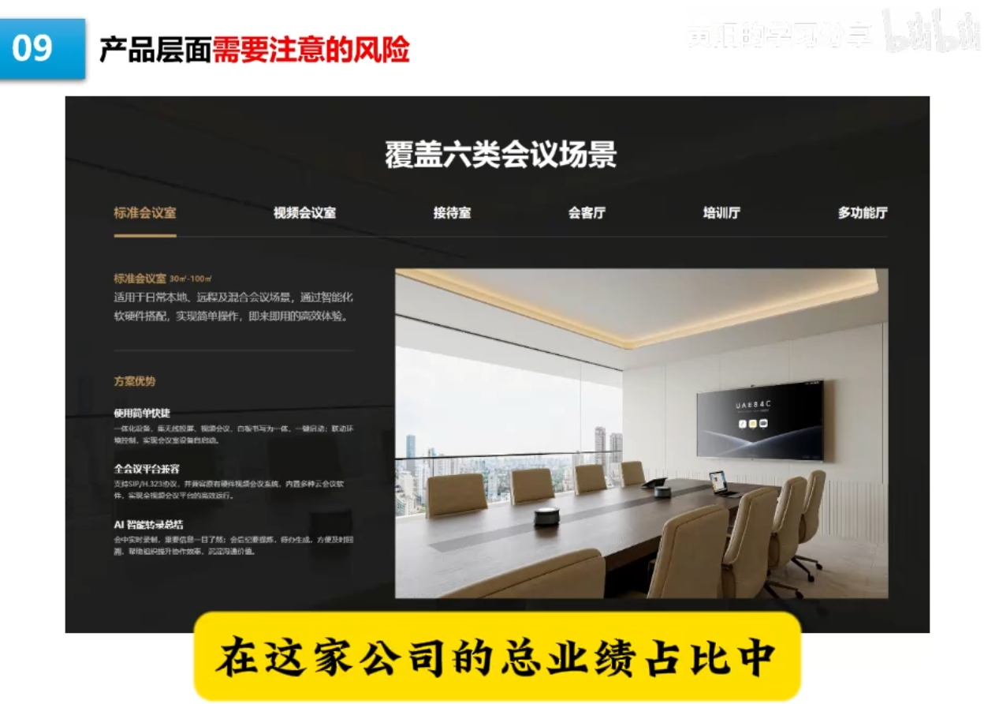 09
产品层面需要注意的风险
的学习分享 bilibili
覆盖六类会议场景
标准会议室 视频会议室 接待室 会客厅 培训厅 多功能厅
标准会议室 30㎡-100㎡
适用于日常本地、远程及混合会议场景，通过智能化
软硬件搭配，实现简单操作，即来即用的高效体验。
方案优势
使用简单快捷
一体化设备，集无线投屏、视频会议、白板书写为一体，一键启动；联动环
境控制，实现会议室设备自启动。
全会议平台兼容
支持SIP/H.323协议，并兼容原有硬件视频会议系统，内置多种云会议软
件，实现全视频会议平台的高效运行。
AI 智能转录总结
会中实时录制，重要信息一目了然；会后纪要提炼，待办生成，方便及时回
溯，帮助组织提升协作效率，沉淀沟通价值。
在这家公司的总业绩占比中